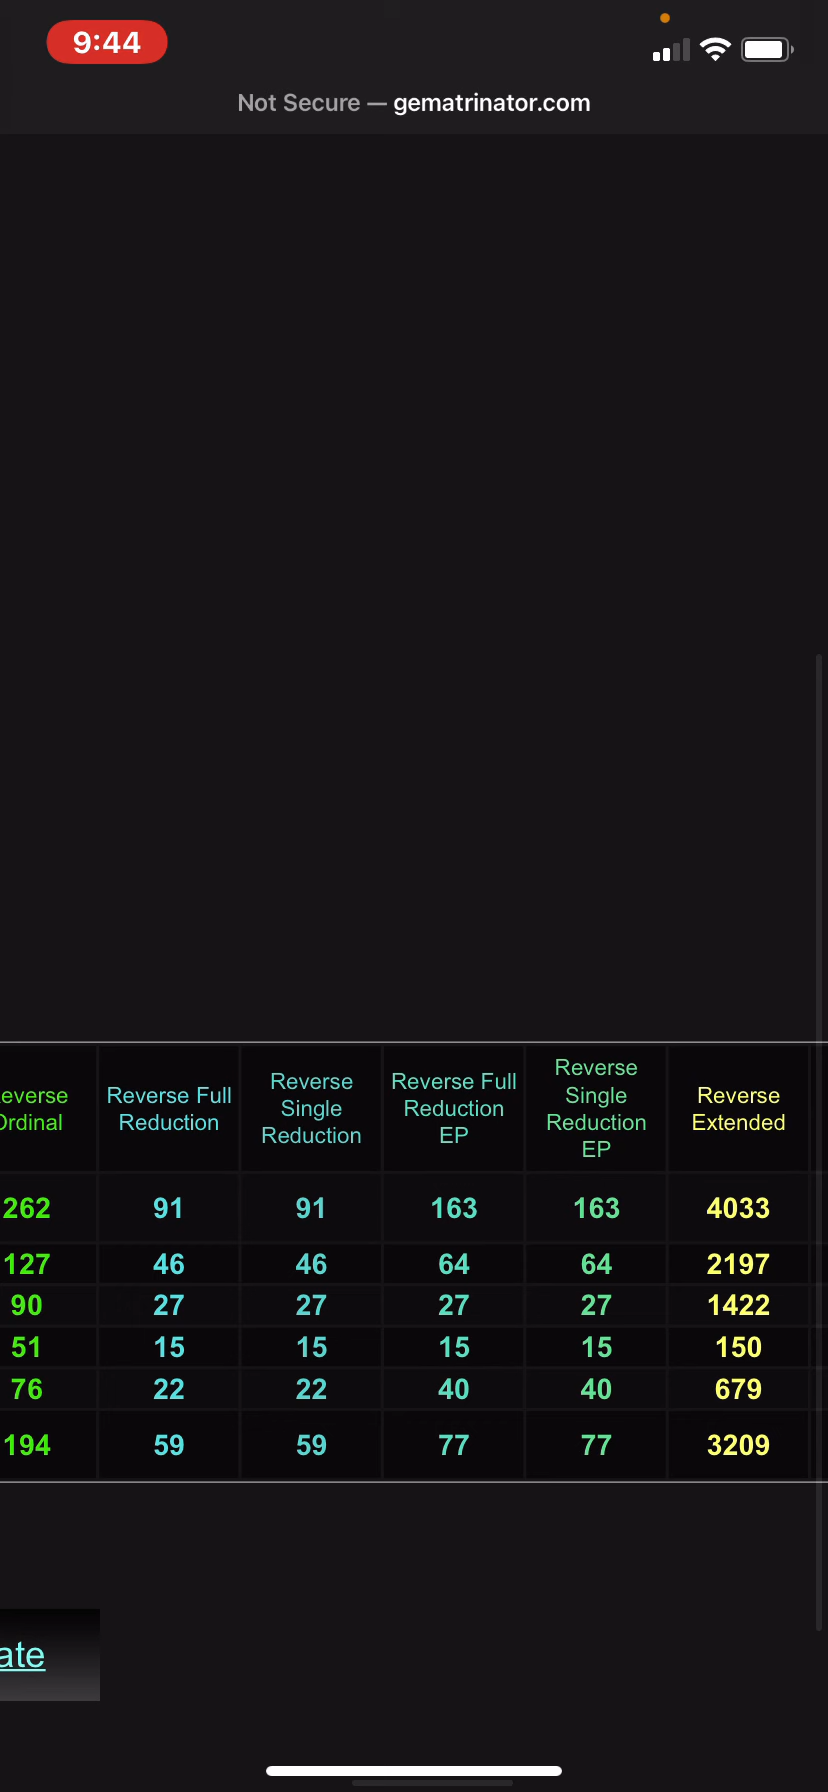 9:44
Not Secure — gematrinator.com
everse Ordinal
Reverse Full Reduction
Reverse Single Reduction
Reverse Full Reduction EP
Reverse Single Reduction EP
Reverse Extended
262 91 91 163 163 4033
127 46 46 64 64 2197
90 27 27 27 27 1422
51 15 15 15 15 150
76 22 22 40 40 679
194 59 59 77 77 3209
ate